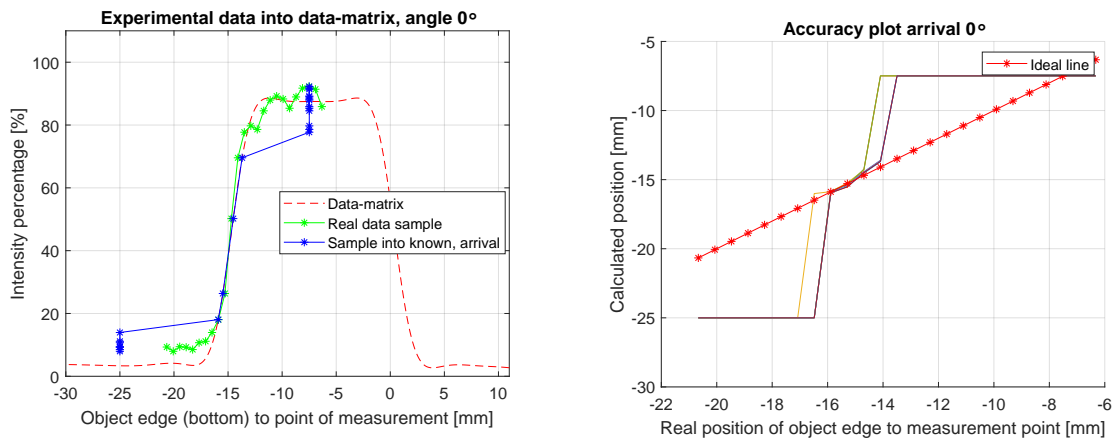 Experimental data into data-matrix, angle 0°
Intensity percentage [%]
100
80
60
40
20
0
Data-matrix
Real data sample
Sample into known, arrival
-30 -25 -20 -15 -10 -5 0 5 10
Object edge (bottom) to point of measurement [mm]
Accuracy plot arrival 0°
Calculated position [mm]
-5
-10
-15
-20
-25
-30
Ideal line
-22 -20 -18 -16 -14 -12 -10 -8 -6
Real position of object edge to measurement point [mm]